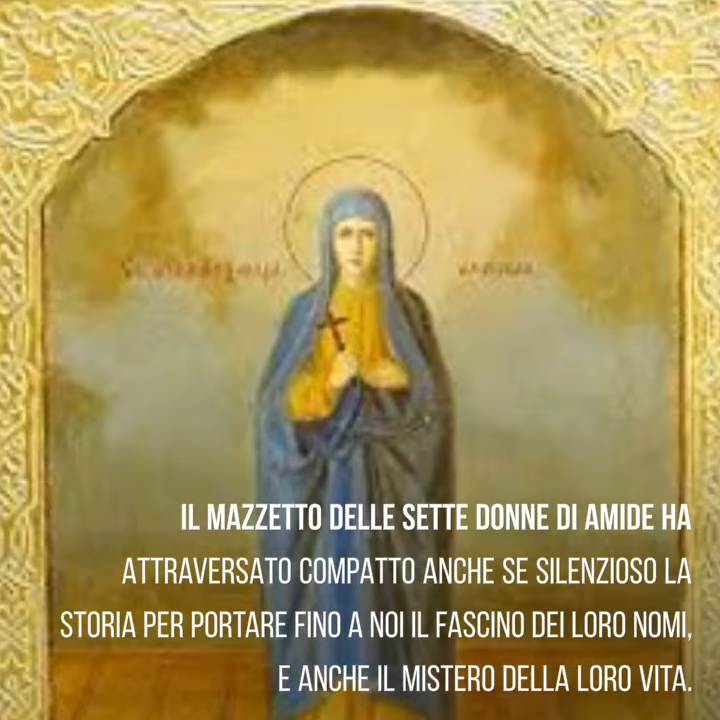 IL MAZZETTO DELLE SETTE DONNE DI AMIDE HA
ATTRAVERSATO COMPATTO ANCHE SE SILENZIOSO LA
STORIA PER PORTARE FINO A NOI IL FASCINO DEI LORO NOMI,
E ANCHE IL MISTERO DELLA LORO VITA.